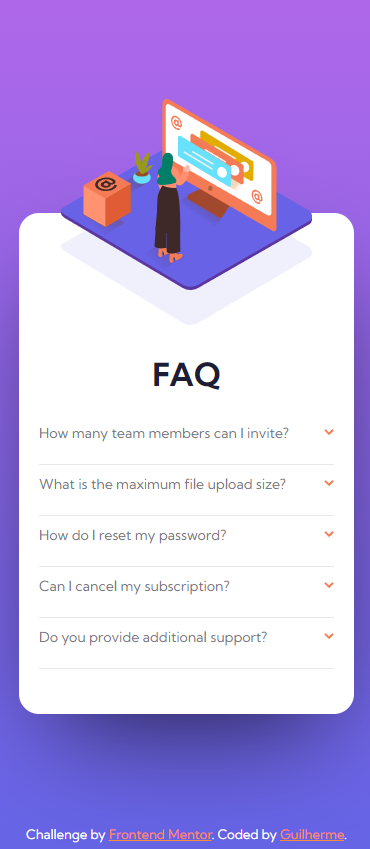 FAQ
How many team members can I invite?
What is the maximum file upload size?
How do I reset my password?
Can I cancel my subscription?
Do you provide additional support?
Challenge by Frontend Mentor. Coded by Guilherme.